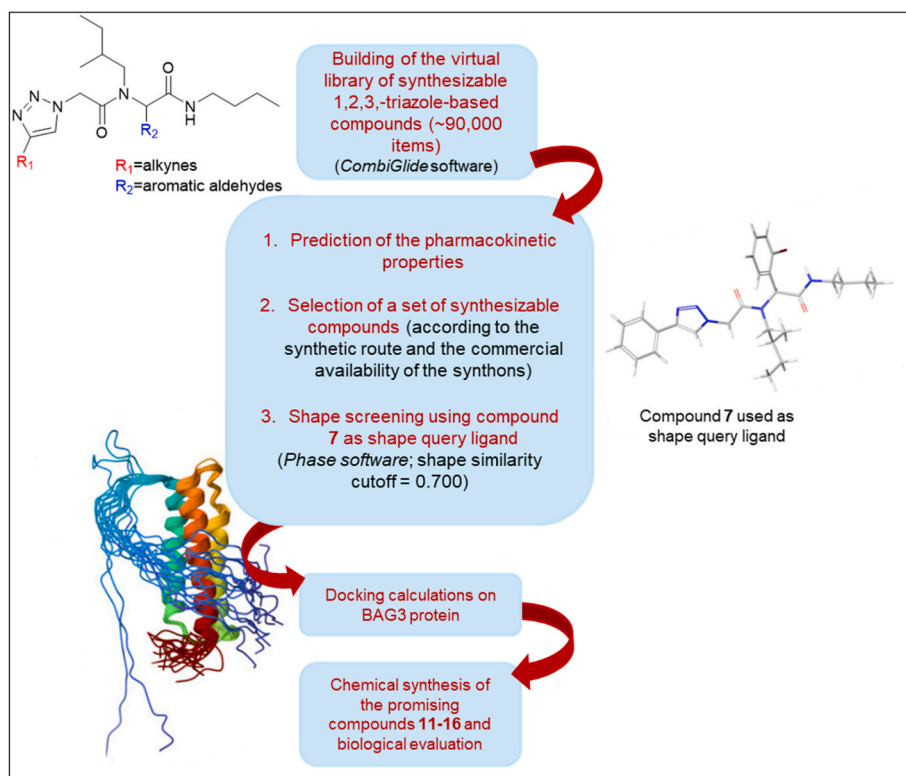 O
N
N
N
N
O
N
H
O
R1
R2
R1=alkynes
R2=aromatic aldehydes
Building of the virtual
library of synthesizable
1,2,3,-triazole-based
compounds (~90,000
items)
(CombiGlide software)
1. Prediction of the pharmacokinetic
properties
2. Selection of a set of synthesizable
compounds (according to the
synthetic route and the commercial
availability of the synthons)
3. Shape screening using compound
7 as shape query ligand
(Phase software; shape similarity
cutoff = 0.700)
Compound 7 used as
shape query ligand
Docking calculations on
BAG3 protein
Chemical synthesis of
the promising
compounds 11-16 and
biological evaluation